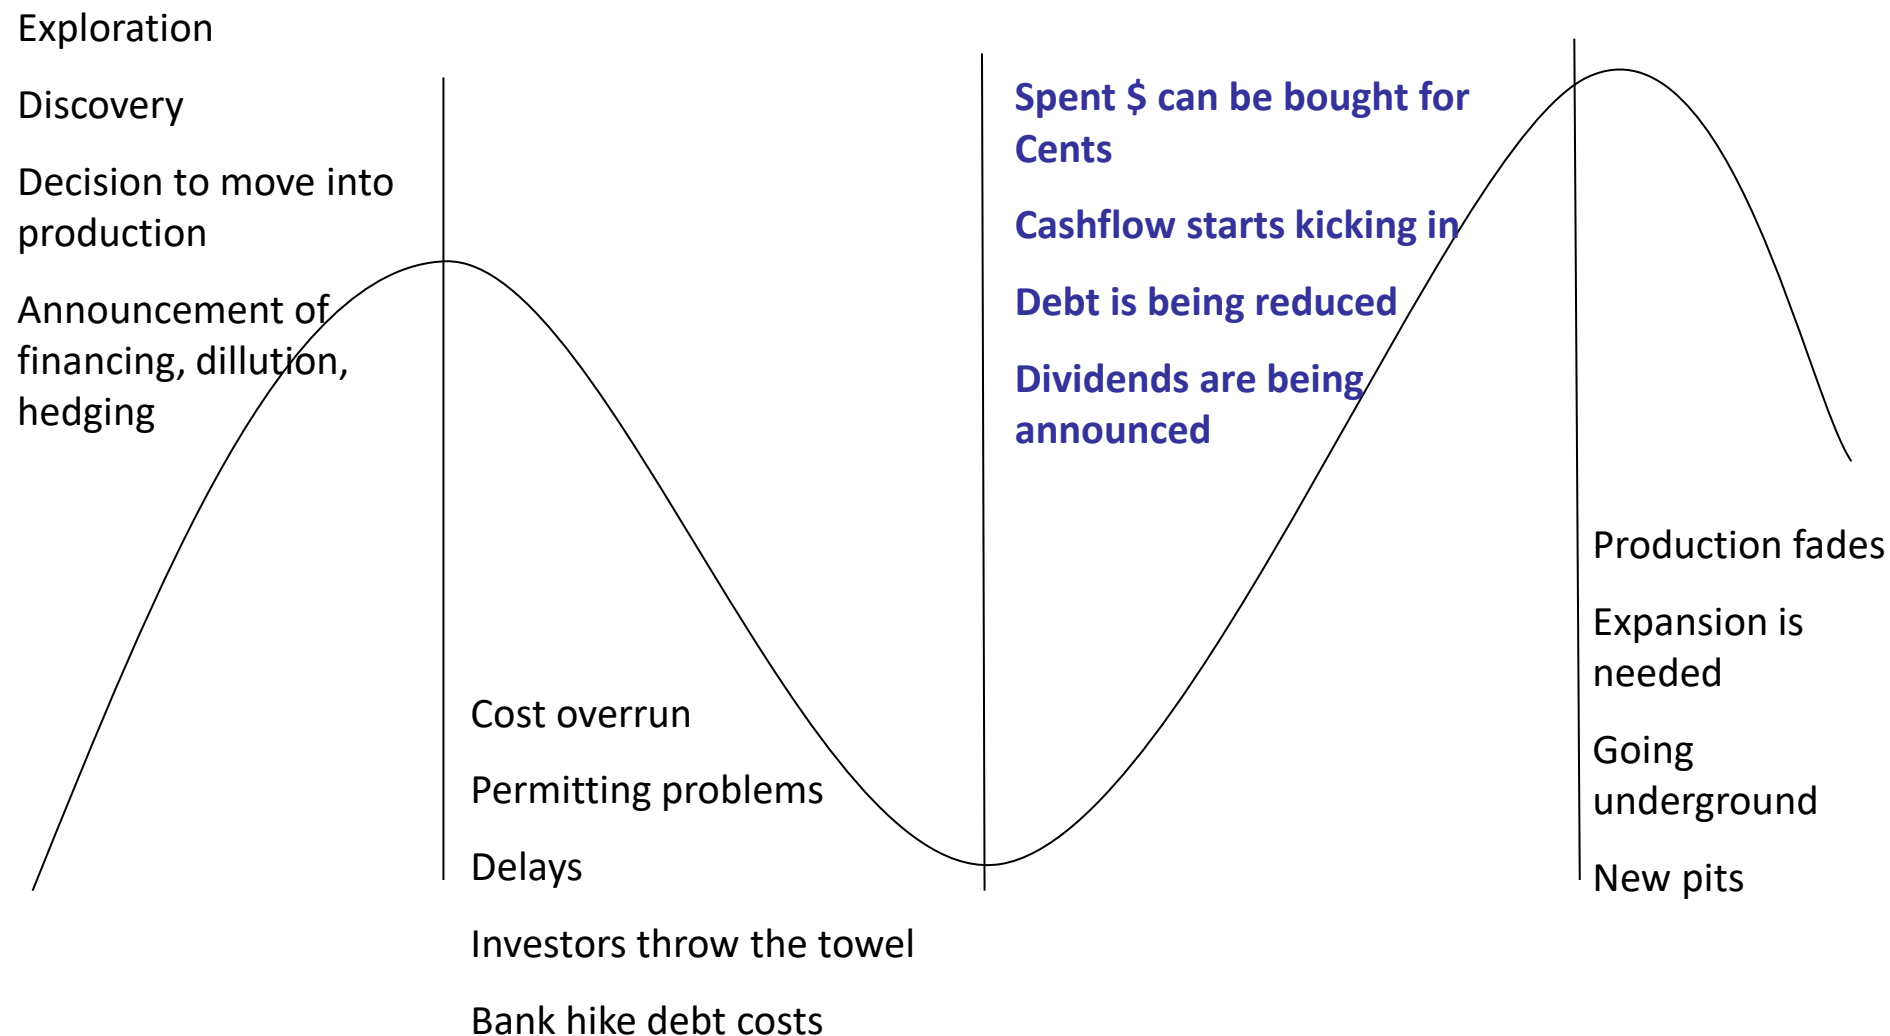 Exploration
Discovery
Decision to move into
production
Announcement of
financing, dillution,
hedging
Cost overrun
Permitting problems
Delays
Investors throw the towel
Bank hike debt costs
Spent $ can be bought for
Cents
Cashflow starts kicking in
Debt is being reduced
Dividends are being
announced
Production fades
Expansion is
needed
Going
underground
New pits